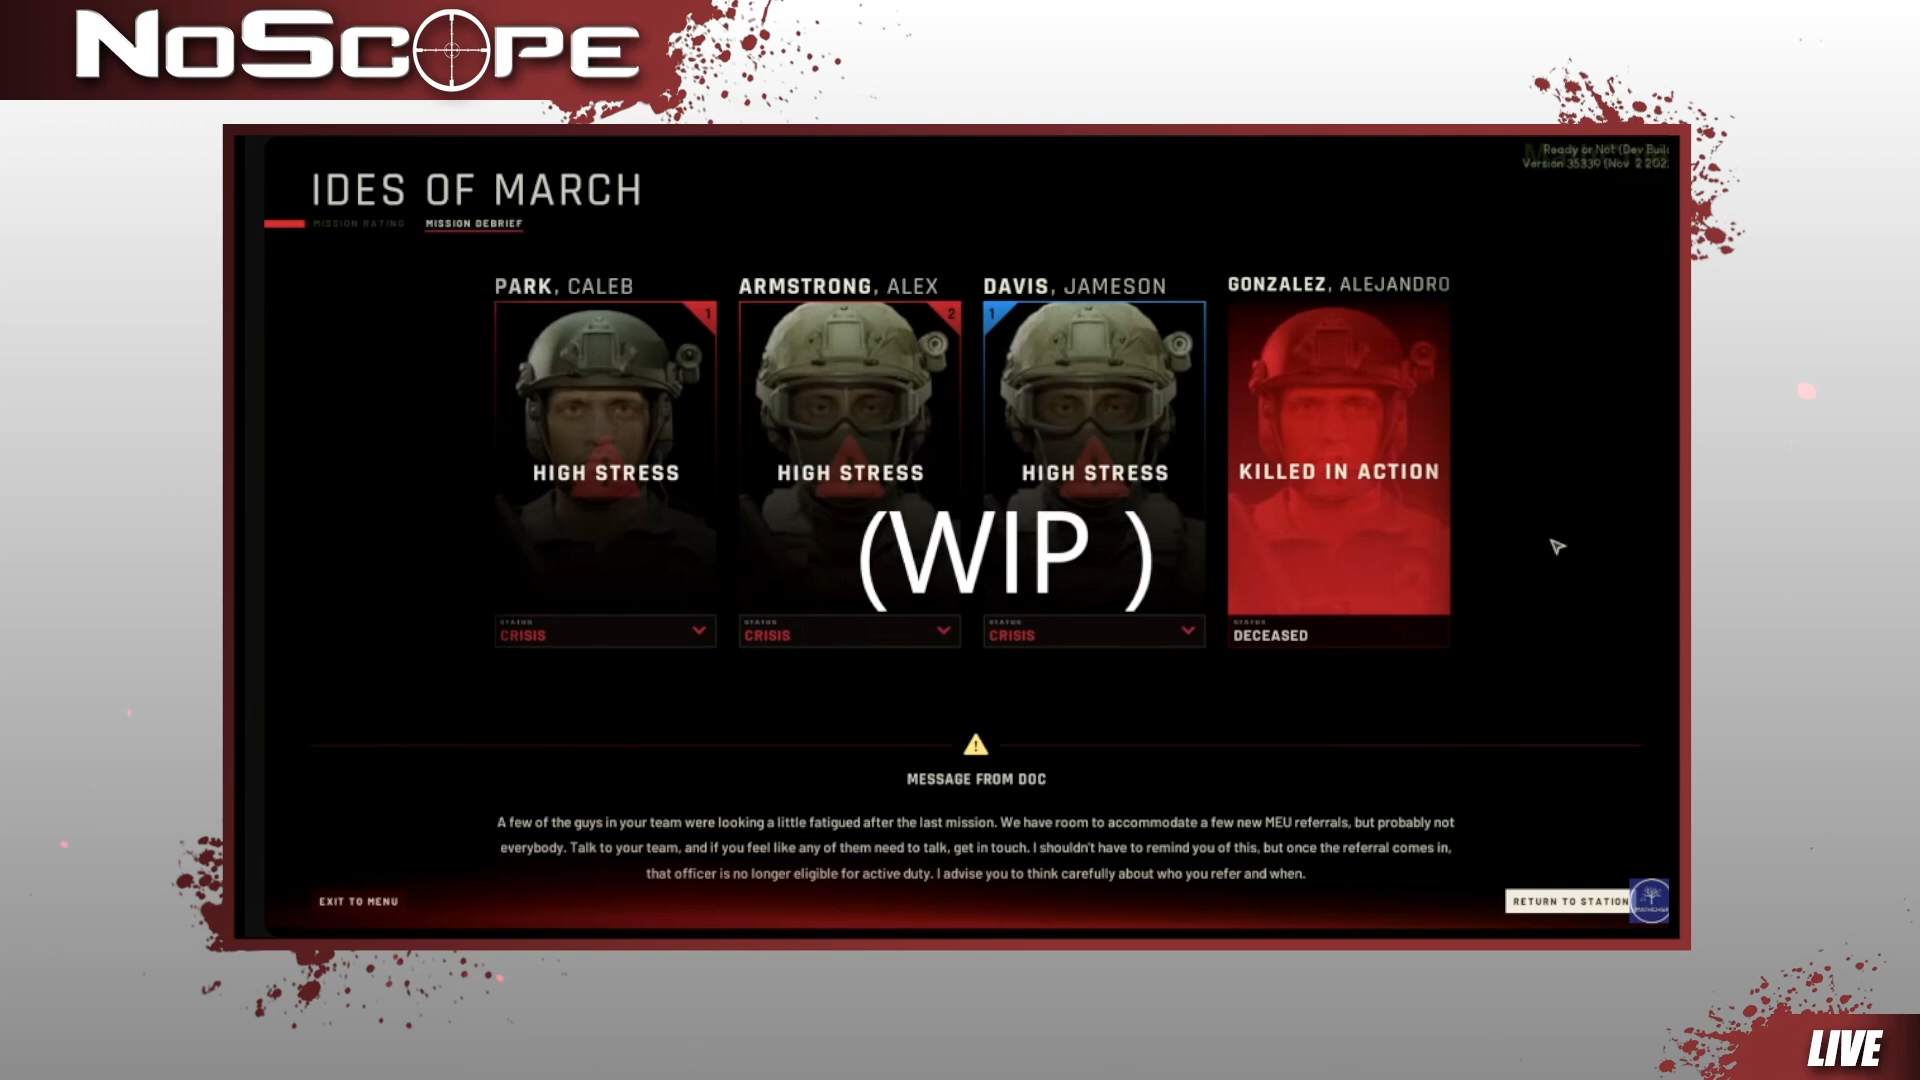 NoScope
Ready or Not (Dev Buil
Version 35339 (Nov 2 202
IDES OF MARCH
MISSION RATING
MISSION DEBRIEF
PARK, CALEB
ARMSTRONG, ALEX
DAVIS, JAMESON
GONZALEZ, ALEJANDRO
1
2
1
HIGH STRESS
HIGH STRESS
HIGH STRESS
KILLED IN ACTION
(WIP )
STATUS
CRISIS
STATUS
CRISIS
STATUS
CRISIS
STATUS
DECEASED
MESSAGE FROM DOC
A few of the guys in your team were looking a little fatigued after the last mission. We have room to accommodate a few new MEU referrals, but probably not
everybody. Talk to your team, and if you feel like any of them need to talk, get in touch. I shouldn't have to remind you of this, but once the referral comes in,
that officer is no longer eligible for active duty. I advise you to think carefully about who you refer and when.
EXIT TO MENU
RETURN TO STATION
LIVE